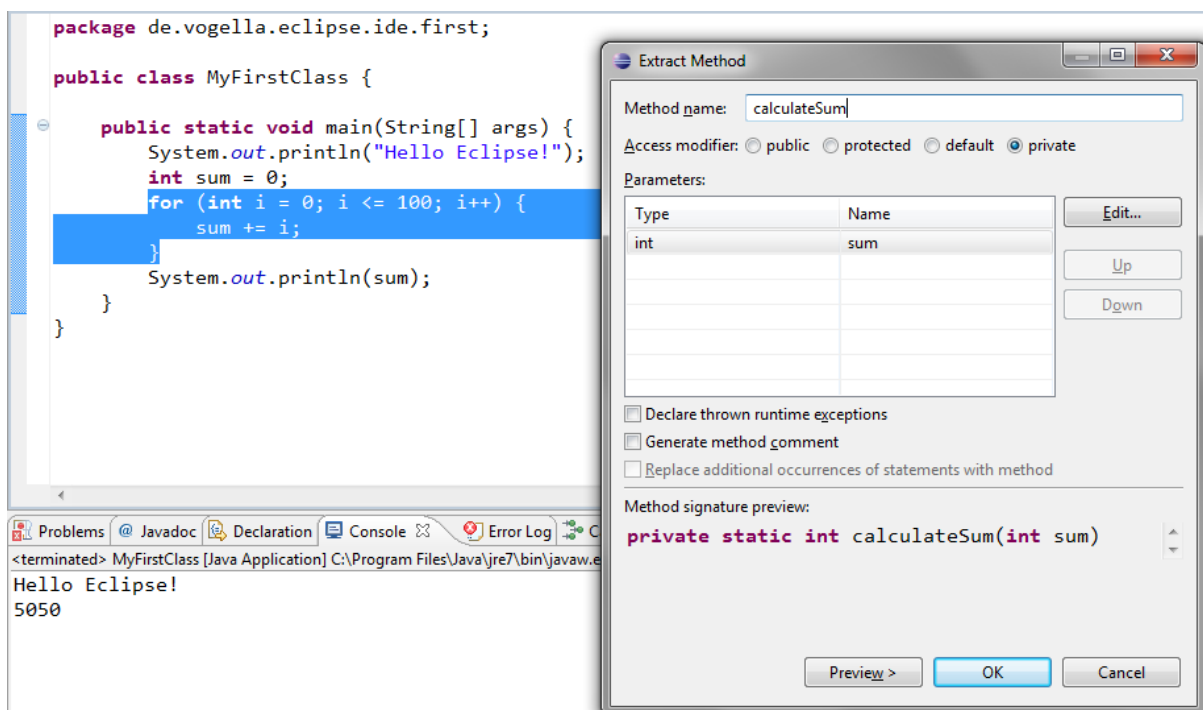 package de.vogella.eclipse.ide.first;
public class MyFirstClass {
public static void main(String[] args) {
System.out.println("Hello Eclipse!");
int sum = 0;
for (int i = 0; i <= 100; i++) {
sum += i;
}
System.out.println(sum);
}
}
Problems @ Javadoc Declaration Console Error Log C
<terminated> MyFirstClass [Java Application] C:\Program Files\Java\jre7\bin\javaw.e
Hello Eclipse!
5050
Extract Method
Method name: calculateSum
Access modifier: public protected default private
Parameters:
Type Name
int sum
Edit...
Up
Down
Declare thrown runtime exceptions
Generate method comment
Replace additional occurrences of statements with method
Method signature preview:
private static int calculateSum(int sum)
Preview > OK Cancel